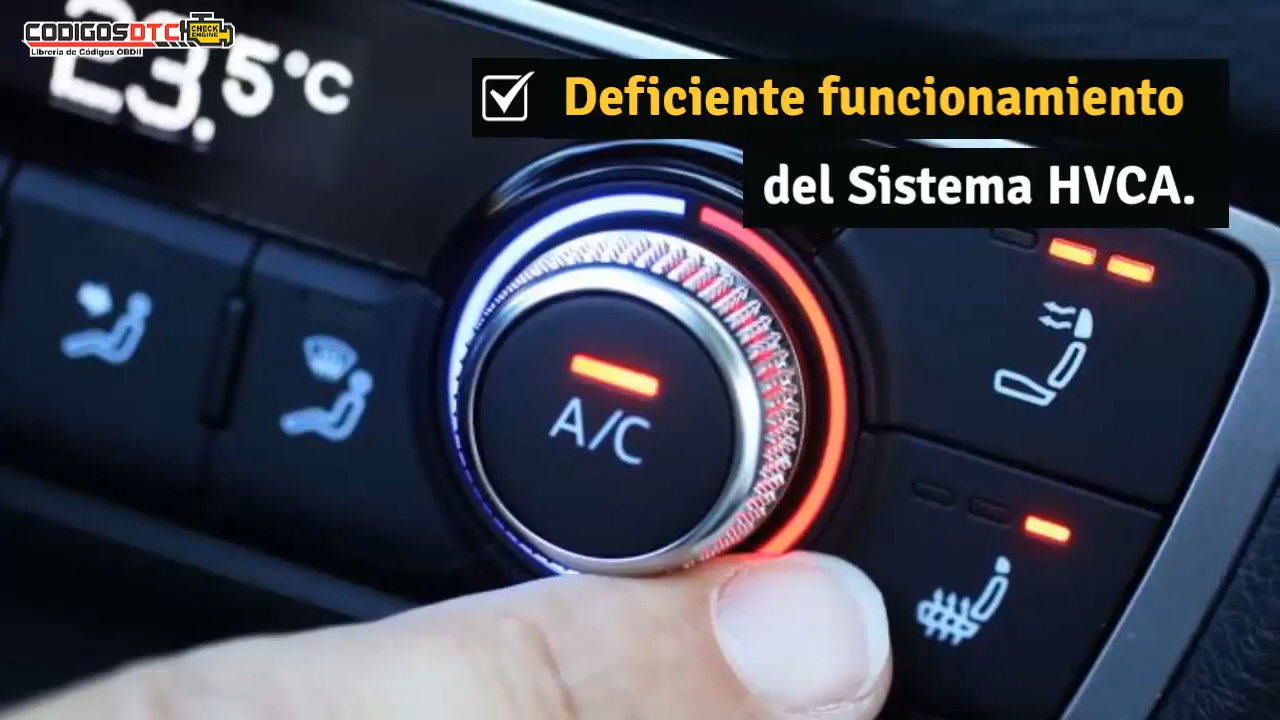 CODIGOSDTC
CHECK
ENGINE
Librería de Códigos OBDII
23.5°C
Deficiente funcionamiento
del Sistema HVCA.
A/C